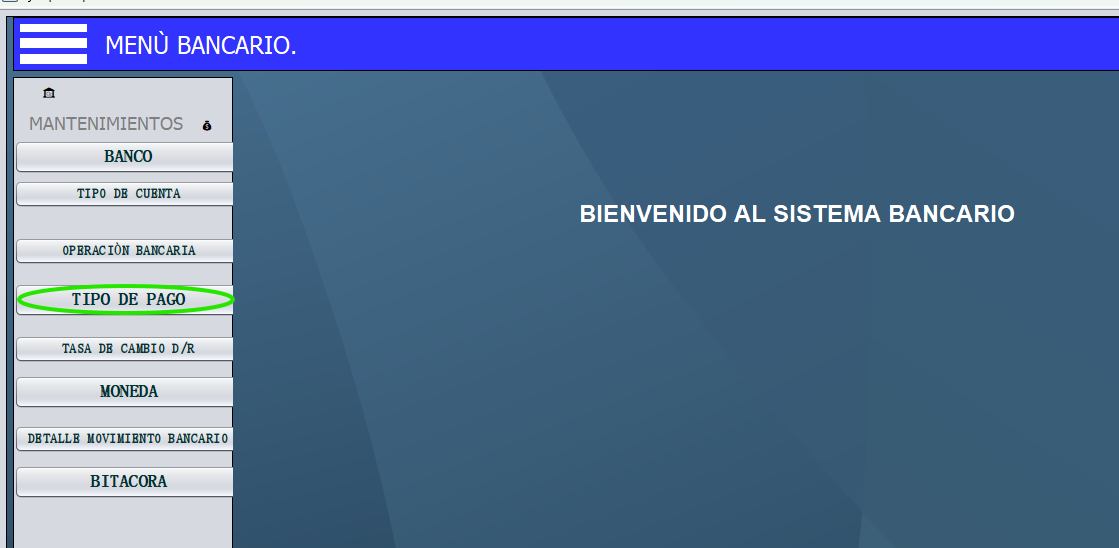 MENÙ BANCARIO.
MANTENIMIENTOS
BANCO
TIPO DE CUENTA
OPERACIÒN BANCARIA
TIPO DE PAGO
TASA DE CAMBIO D/R
MONEDA
DETALLE MOVIMIENTO BANCARIO
BITACORA
BIENVENIDO AL SISTEMA BANCARIO